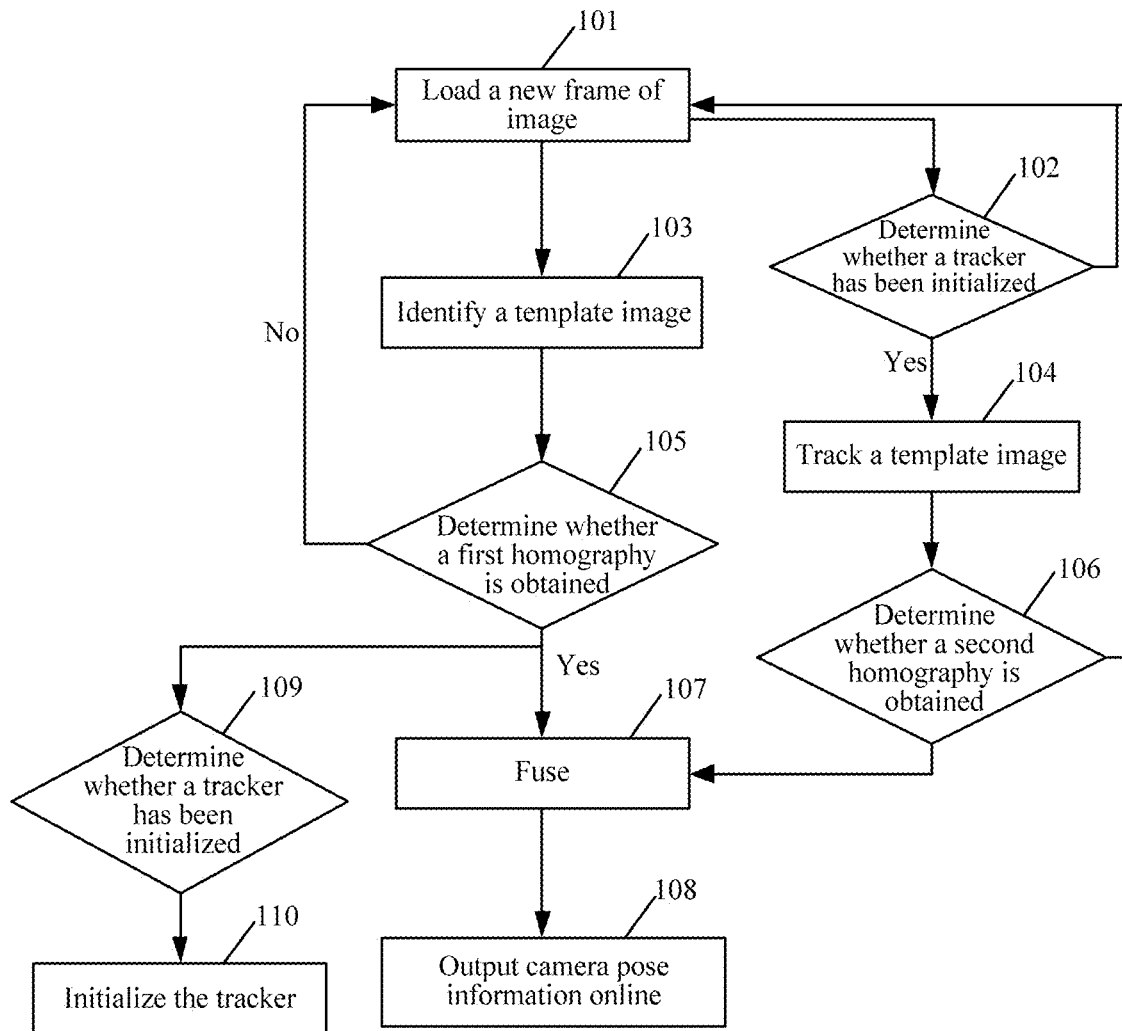 101
Load a new frame of
image
102
Determine
whether a tracker
has been initialized
103
Identify a template image
No
Yes
104
Track a template image
105
Determine whether
a first homography
is obtained
106
Determine
whether a second
homography is
obtained
Yes
109
Determine
whether a tracker
has been
initialized
107
Fuse
110
Initialize the tracker
108
Output camera pose
information online